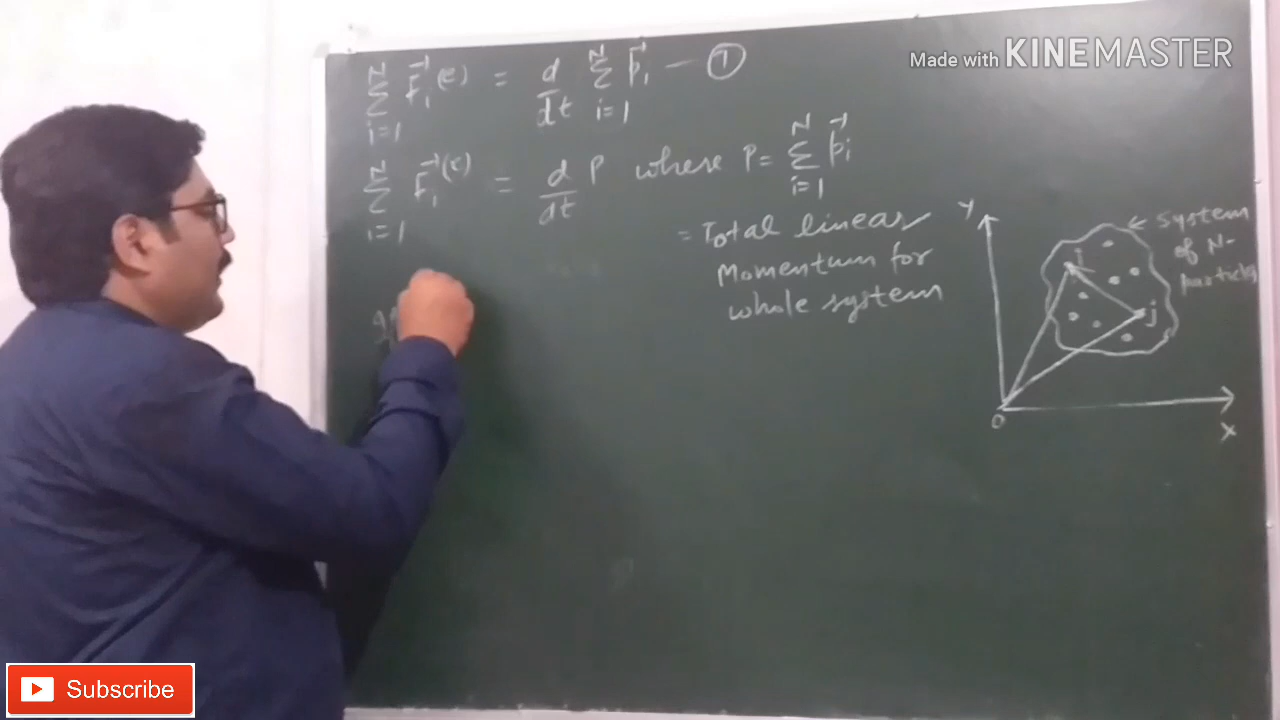 Made with KINEMASTER
N N
∑ F⃗ᵢ⁽ᵉ⁾ = d/dt ∑ p⃗ᵢ — ⑦
i=1 i=1
N N
∑ F⃗ᵢ⁽ᵉ⁾ = d/dt P where P = ∑ p⃗ᵢ
i=1 i=1
= Total linear
Momentum for
whole system
Y
System
of N-
particles
i
j
O
X
Subscribe